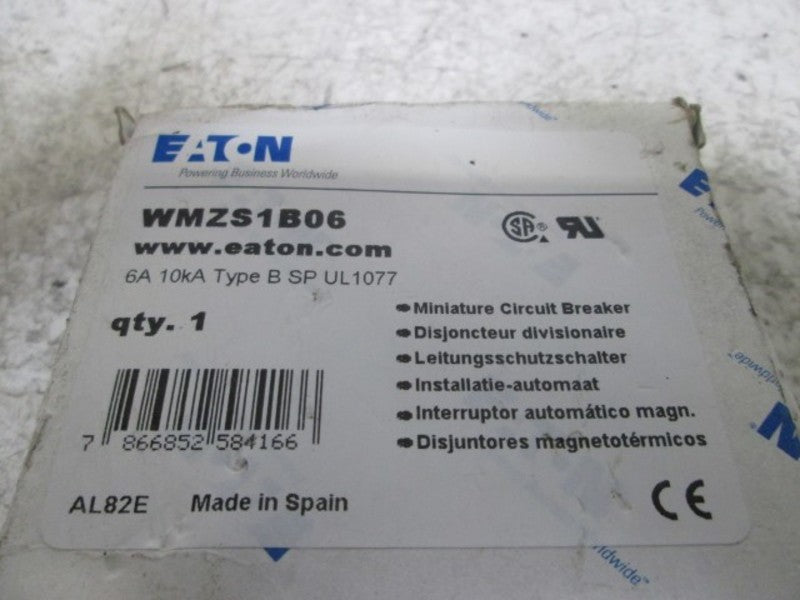 EATON
Powering Business Worldwide
WMZS1B06
www.eaton.com
6A 10kA Type B SP UL1077
qty. 1
Miniature Circuit Breaker
Disjoncteur divisionaire
Leitungsschutzschalter
Installatie-automaat
Interruptor automático magn.
Disjuntores magnetotérmicos
7 866852 584166
AL82E Made in Spain
CE